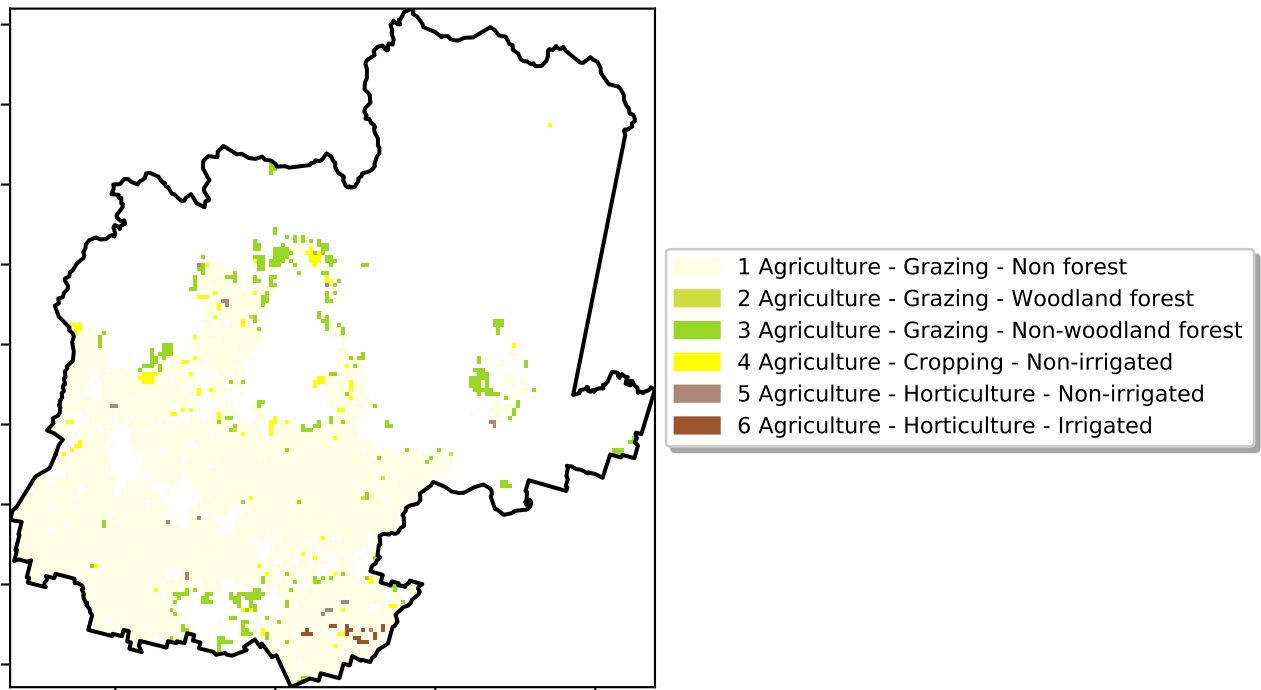 1 Agriculture - Grazing - Non forest
2 Agriculture - Grazing - Woodland forest
3 Agriculture - Grazing - Non-woodland forest
4 Agriculture - Cropping - Non-irrigated
5 Agriculture - Horticulture - Non-irrigated
6 Agriculture - Horticulture - Irrigated